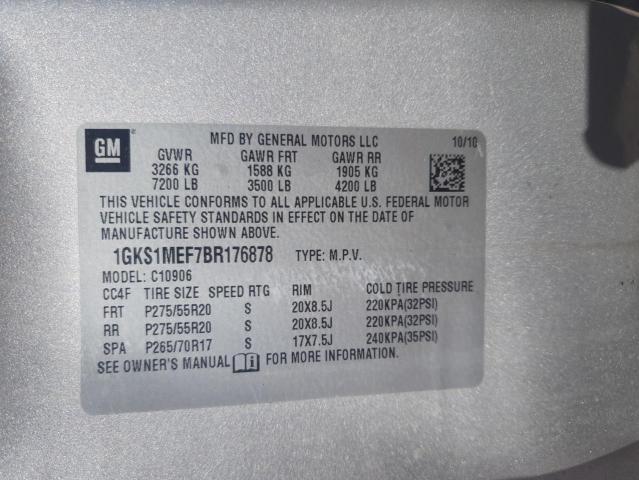 GM
MFD BY GENERAL MOTORS LLC 10/10
GVWR GAWR FRT GAWR RR
3266 KG 1588 KG 1905 KG
7200 LB 3500 LB 4200 LB
THIS VEHICLE CONFORMS TO ALL APPLICABLE U.S. FEDERAL MOTOR
VEHICLE SAFETY STANDARDS IN EFFECT ON THE DATE OF
MANUFACTURE SHOWN ABOVE.
1GKS1MEF7BR176878 TYPE: M.P.V.
MODEL: C10906
CC4F TIRE SIZE SPEED RTG RIM COLD TIRE PRESSURE
FRT P275/55R20 S 20X8.5J 220KPA(32PSI)
RR P275/55R20 S 20X8.5J 220KPA(32PSI)
SPA P265/70R17 S 17X7.5J 240KPA(35PSI)
SEE OWNER'S MANUAL FOR MORE INFORMATION.